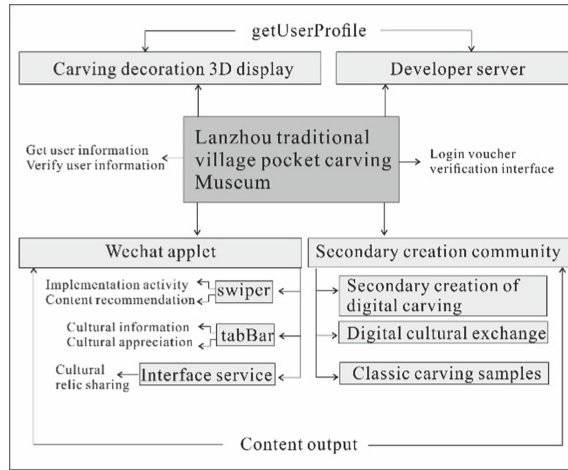 getUserProfile
Carving decoration 3D display
Developer server
Lanzhou traditional
village pocket carving
Museum
Get user information
Verify user information
Login voucher
verification interface
Wechat applet
Secondary creation community
Implementation activity
Content recommendation
swiper
Secondary creation of
digital carving
Cultural information
Cultural appreciation
tabBar
Digital cultural exchange
Cultural
relic sharing
Interface service
Classic carving samples
Content output